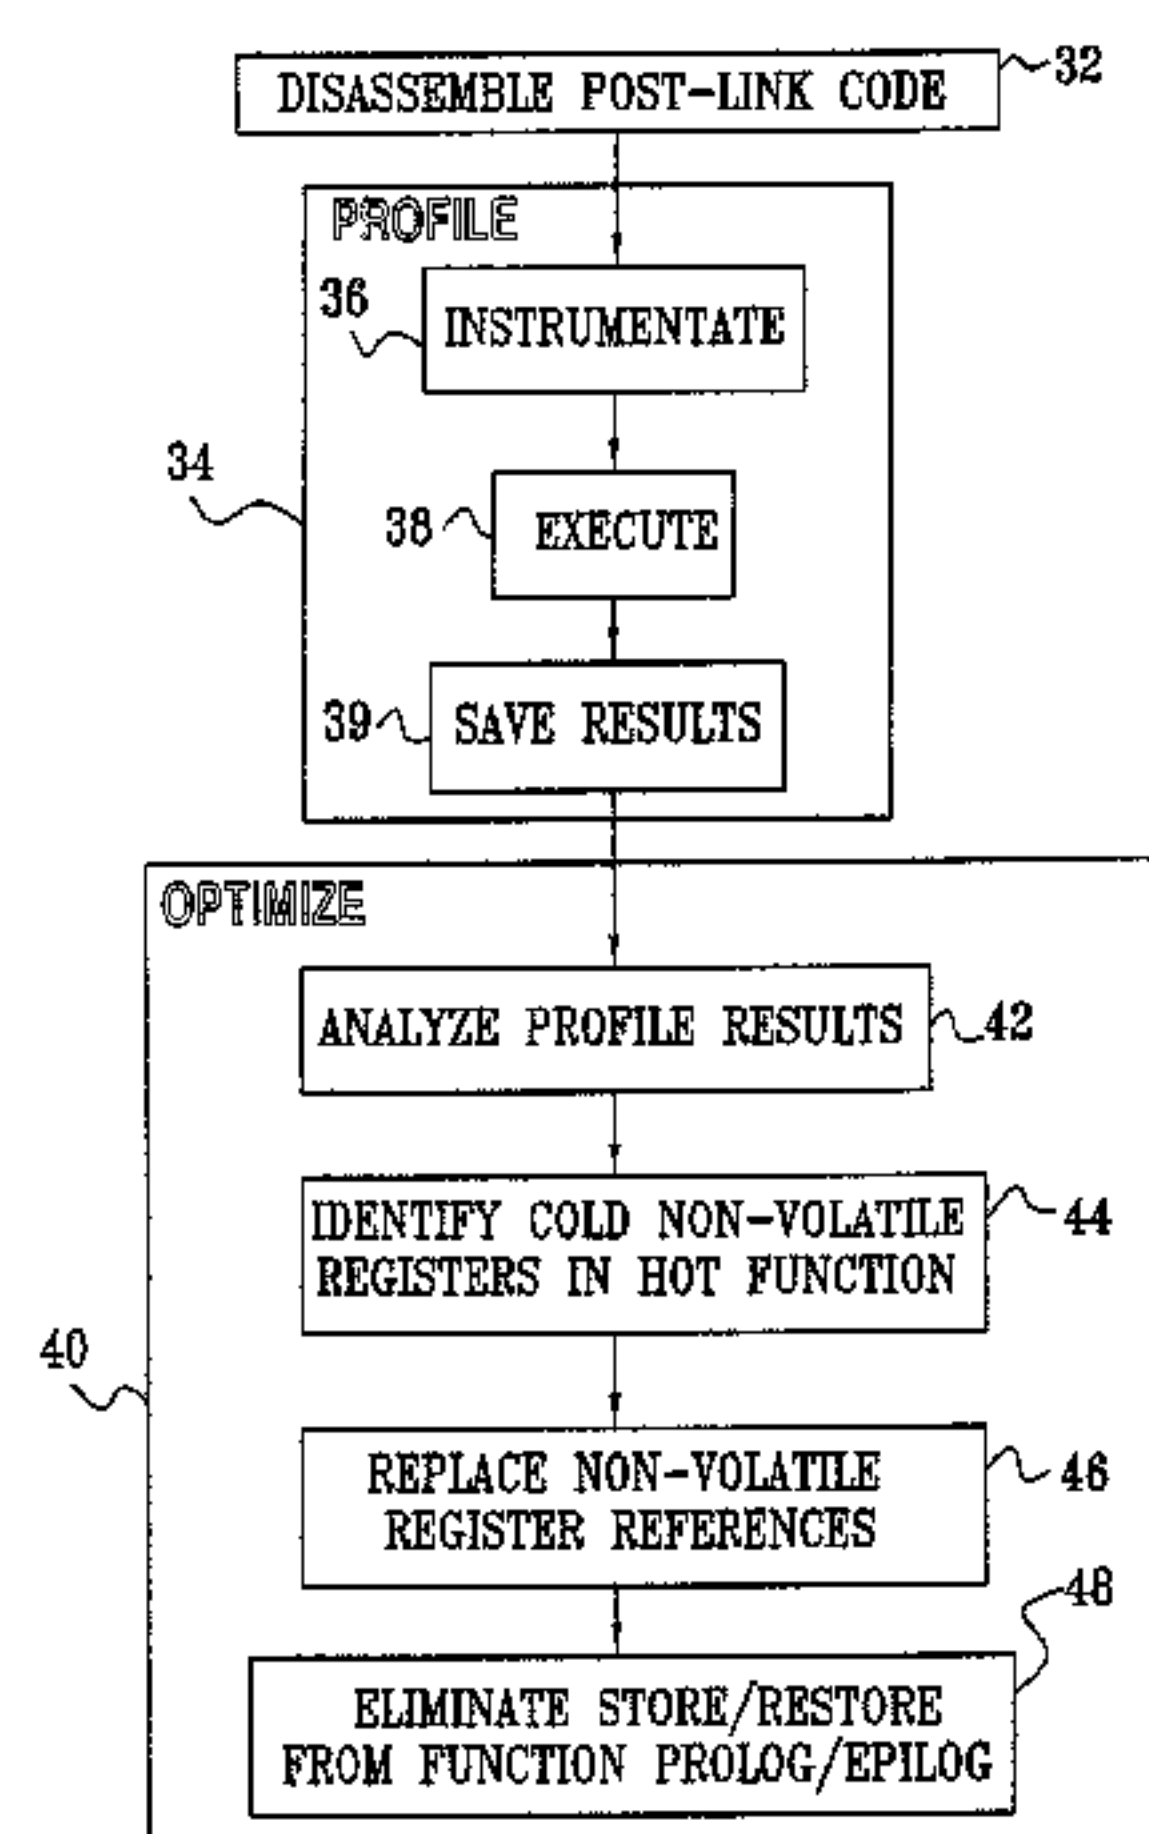 DISASSEMBLE POST-LINK CODE
32
PROFILE
36
INSTRUMENTATE
34
38
EXECUTE
39
SAVE RESULTS
OPTIMIZE
ANALYZE PROFILE RESULTS
42
IDENTIFY COLD NON-VOLATILE
REGISTERS IN HOT FUNCTION
44
40
REPLACE NON-VOLATILE
REGISTER REFERENCES
46
48
ELIMINATE STORE/RESTORE
FROM FUNCTION PROLOG/EPILOG